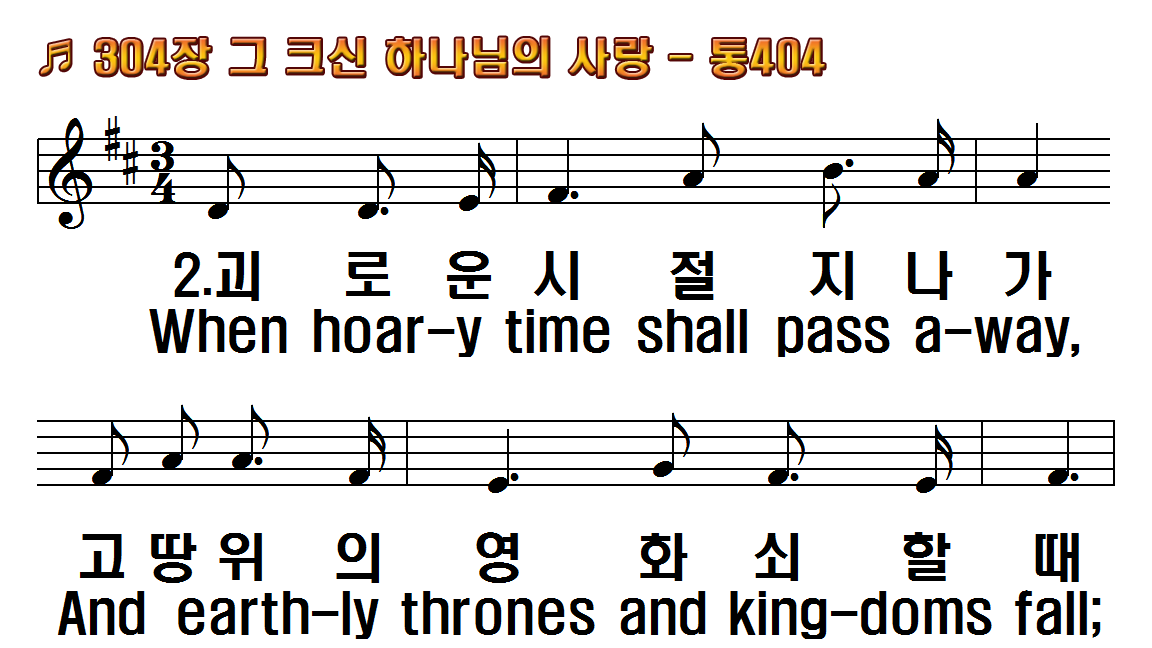 ♬ 304장 그 크신 하나님의 사랑 - 통404
3
4
2.괴 로 운 시 절 지 나 가
When hoar-y time shall pass a-way,
고 땅 위 의 영 화 쇠 할 때
And earth-ly thrones and king-doms fall;